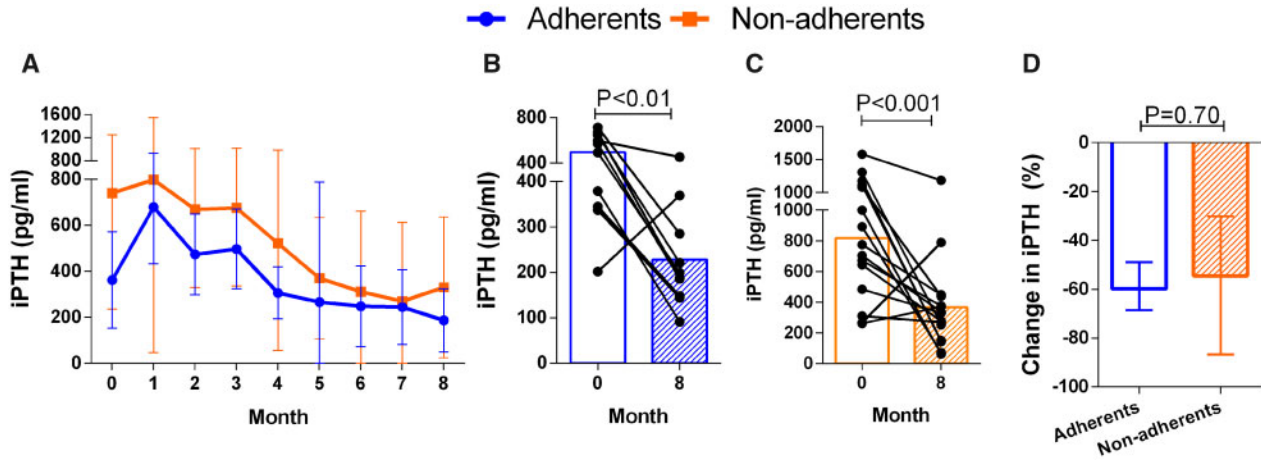 Adherents Non-adherents
A
iPTH (pg/ml)
1600
1200
800
800
600
400
200
0
0 1 2 3 4 5 6 7 8
Month
B
P<0.01
iPTH (pg/ml)
800
400
400
200
0
0 8
Month
C
P<0.001
iPTH (pg/ml)
2000
1500
1000
1000
800
600
400
200
0
0 8
Month
D
P=0.70
Change in iPTH (%)
0
-20
-40
-60
-80
-100
Adherents
Non-adherents